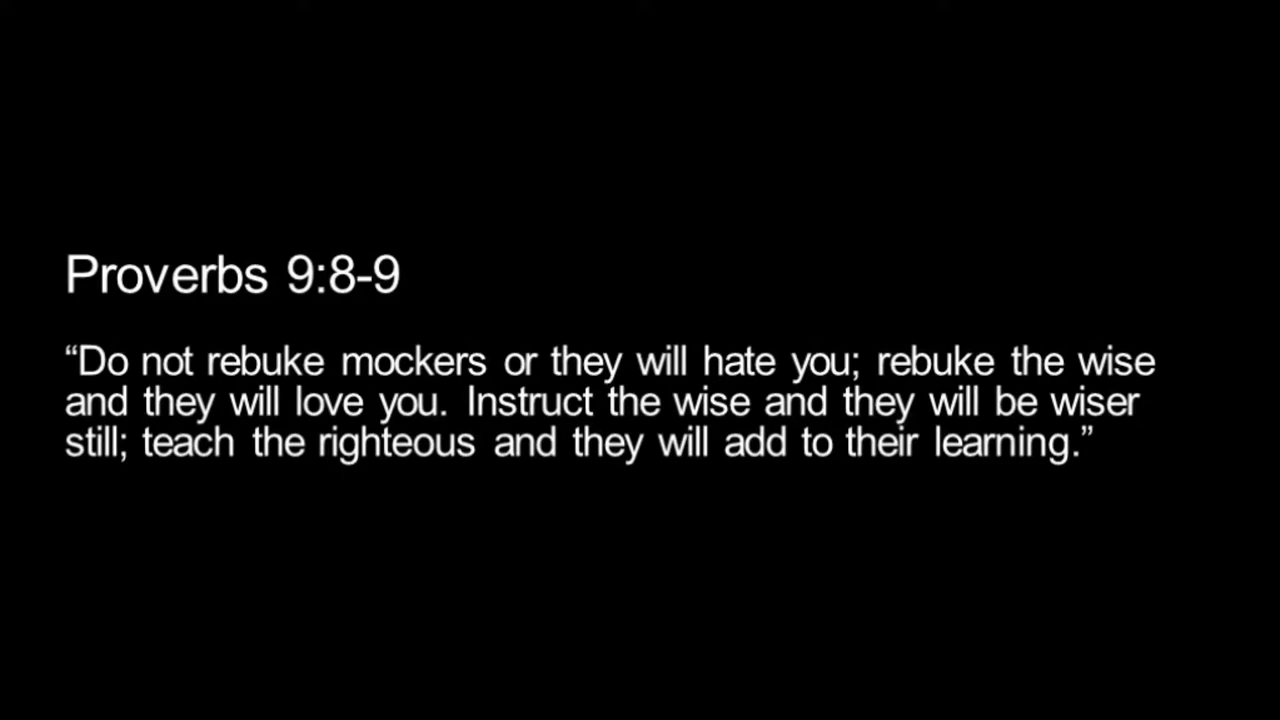 Proverbs 9:8-9
“Do not rebuke mockers or they will hate you; rebuke the wise
and they will love you. Instruct the wise and they will be wiser
still; teach the righteous and they will add to their learning.”